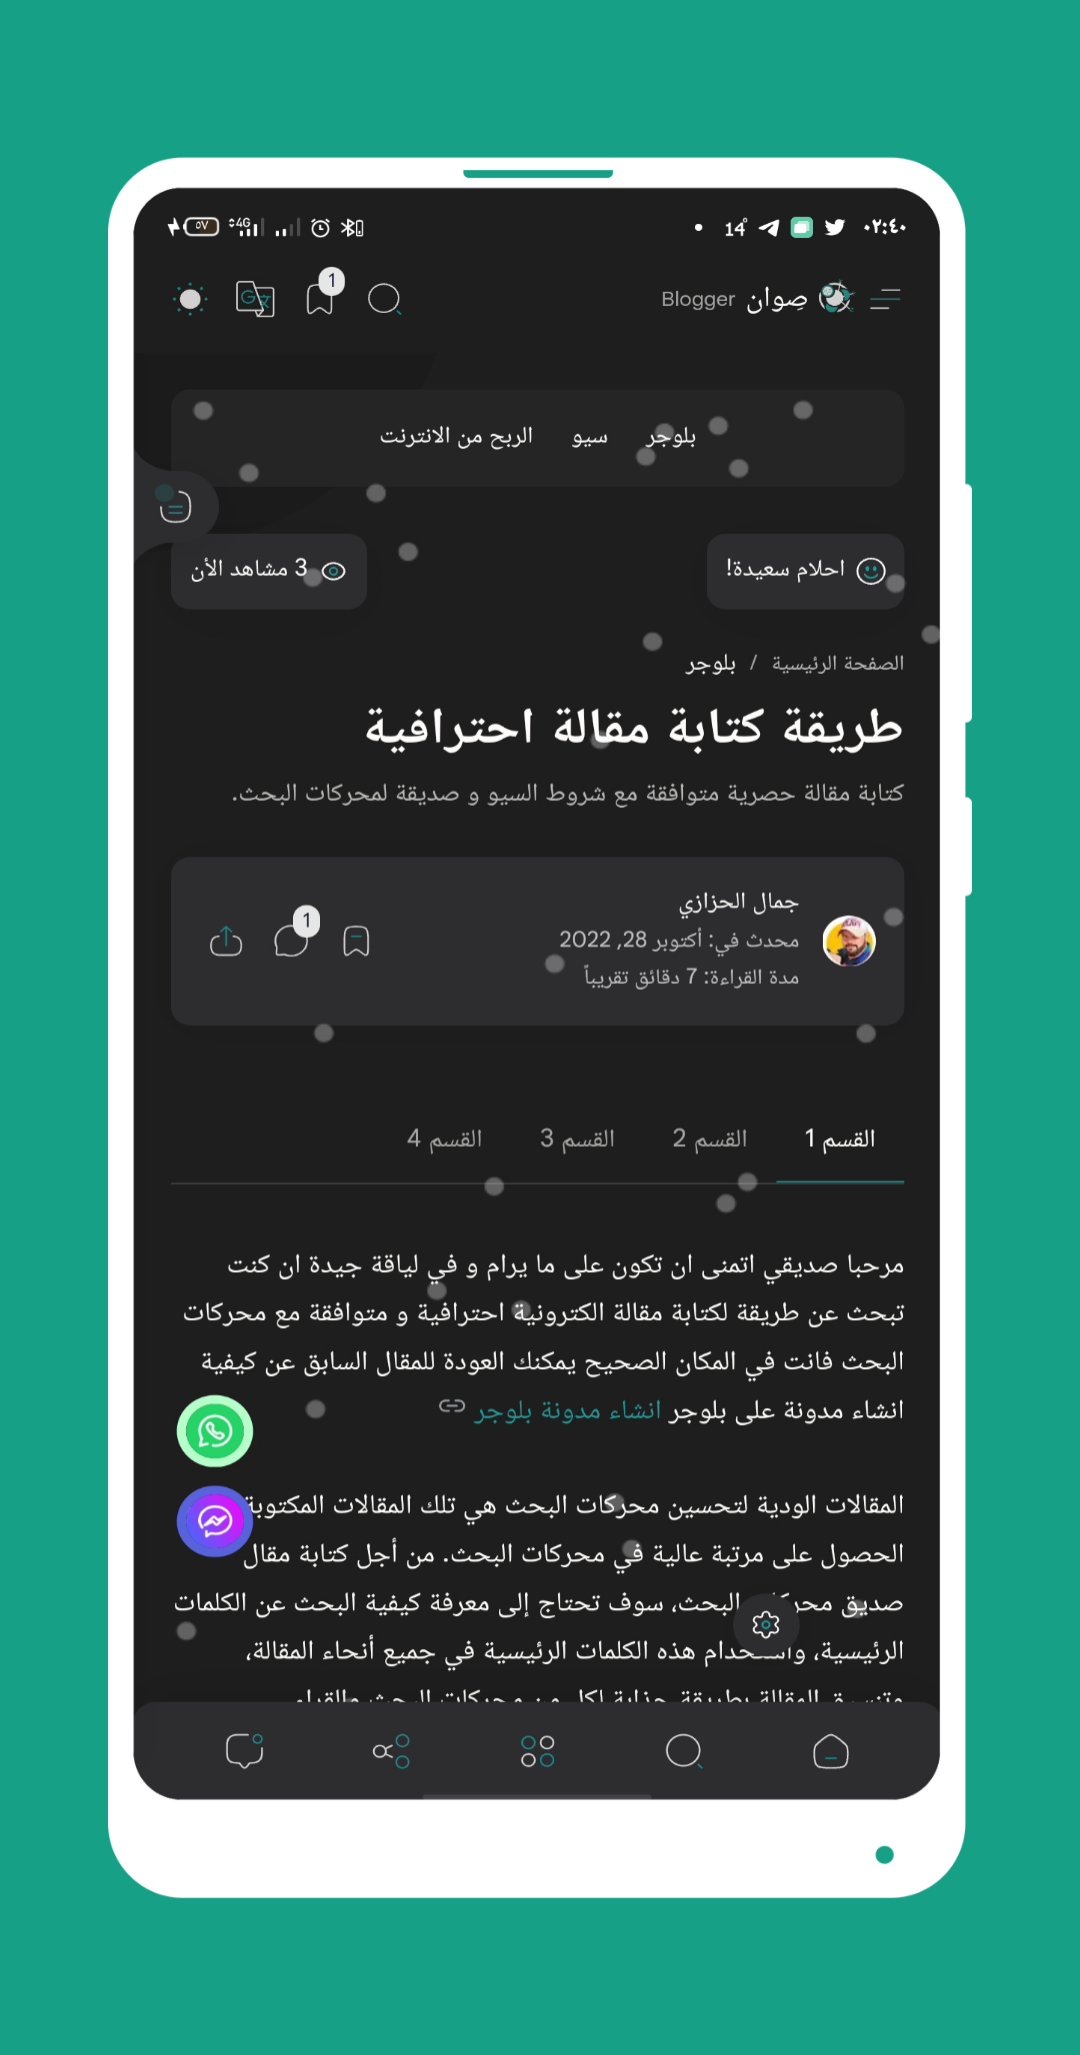 ٠٢:٤٠ 14° 4G ٥٧
صِوان Blogger
1
بلوجر سيو الربح من الانترنت
احلام سعيدة! 3 مشاهد الأن
الصفحة الرئيسية / بلوجر
طريقة كتابة مقالة احترافية
كتابة مقالة حصرية متوافقة مع شروط السيو و صديقة لمحركات البحث.
جمال الحزازي
محدث في: أكتوبر 28, 2022
1
مدة القراءة: 7 دقائق تقريباً
القسم 1 القسم 2 القسم 3 القسم 4
مرحبا صديقي اتمنى ان تكون على ما يرام و في لياقة جيدة ان كنت
تبحث عن طريقة لكتابة مقالة الكترونية احترافية و متوافقة مع محركات
البحث فانت في المكان الصحيح يمكنك العودة للمقال السابق عن كيفية
انشاء مدونة على بلوجر انشاء مدونة بلوجر
المقالات الودية لتحسين محركات البحث هي تلك المقالات المكتوبة
الحصول على مرتبة عالية في محركات البحث. من أجل كتابة مقال
صديق محركات البحث، سوف تحتاج إلى معرفة كيفية البحث عن الكلمات
الرئيسية، واستخدام هذه الكلمات الرئيسية في جميع أنحاء المقالة،